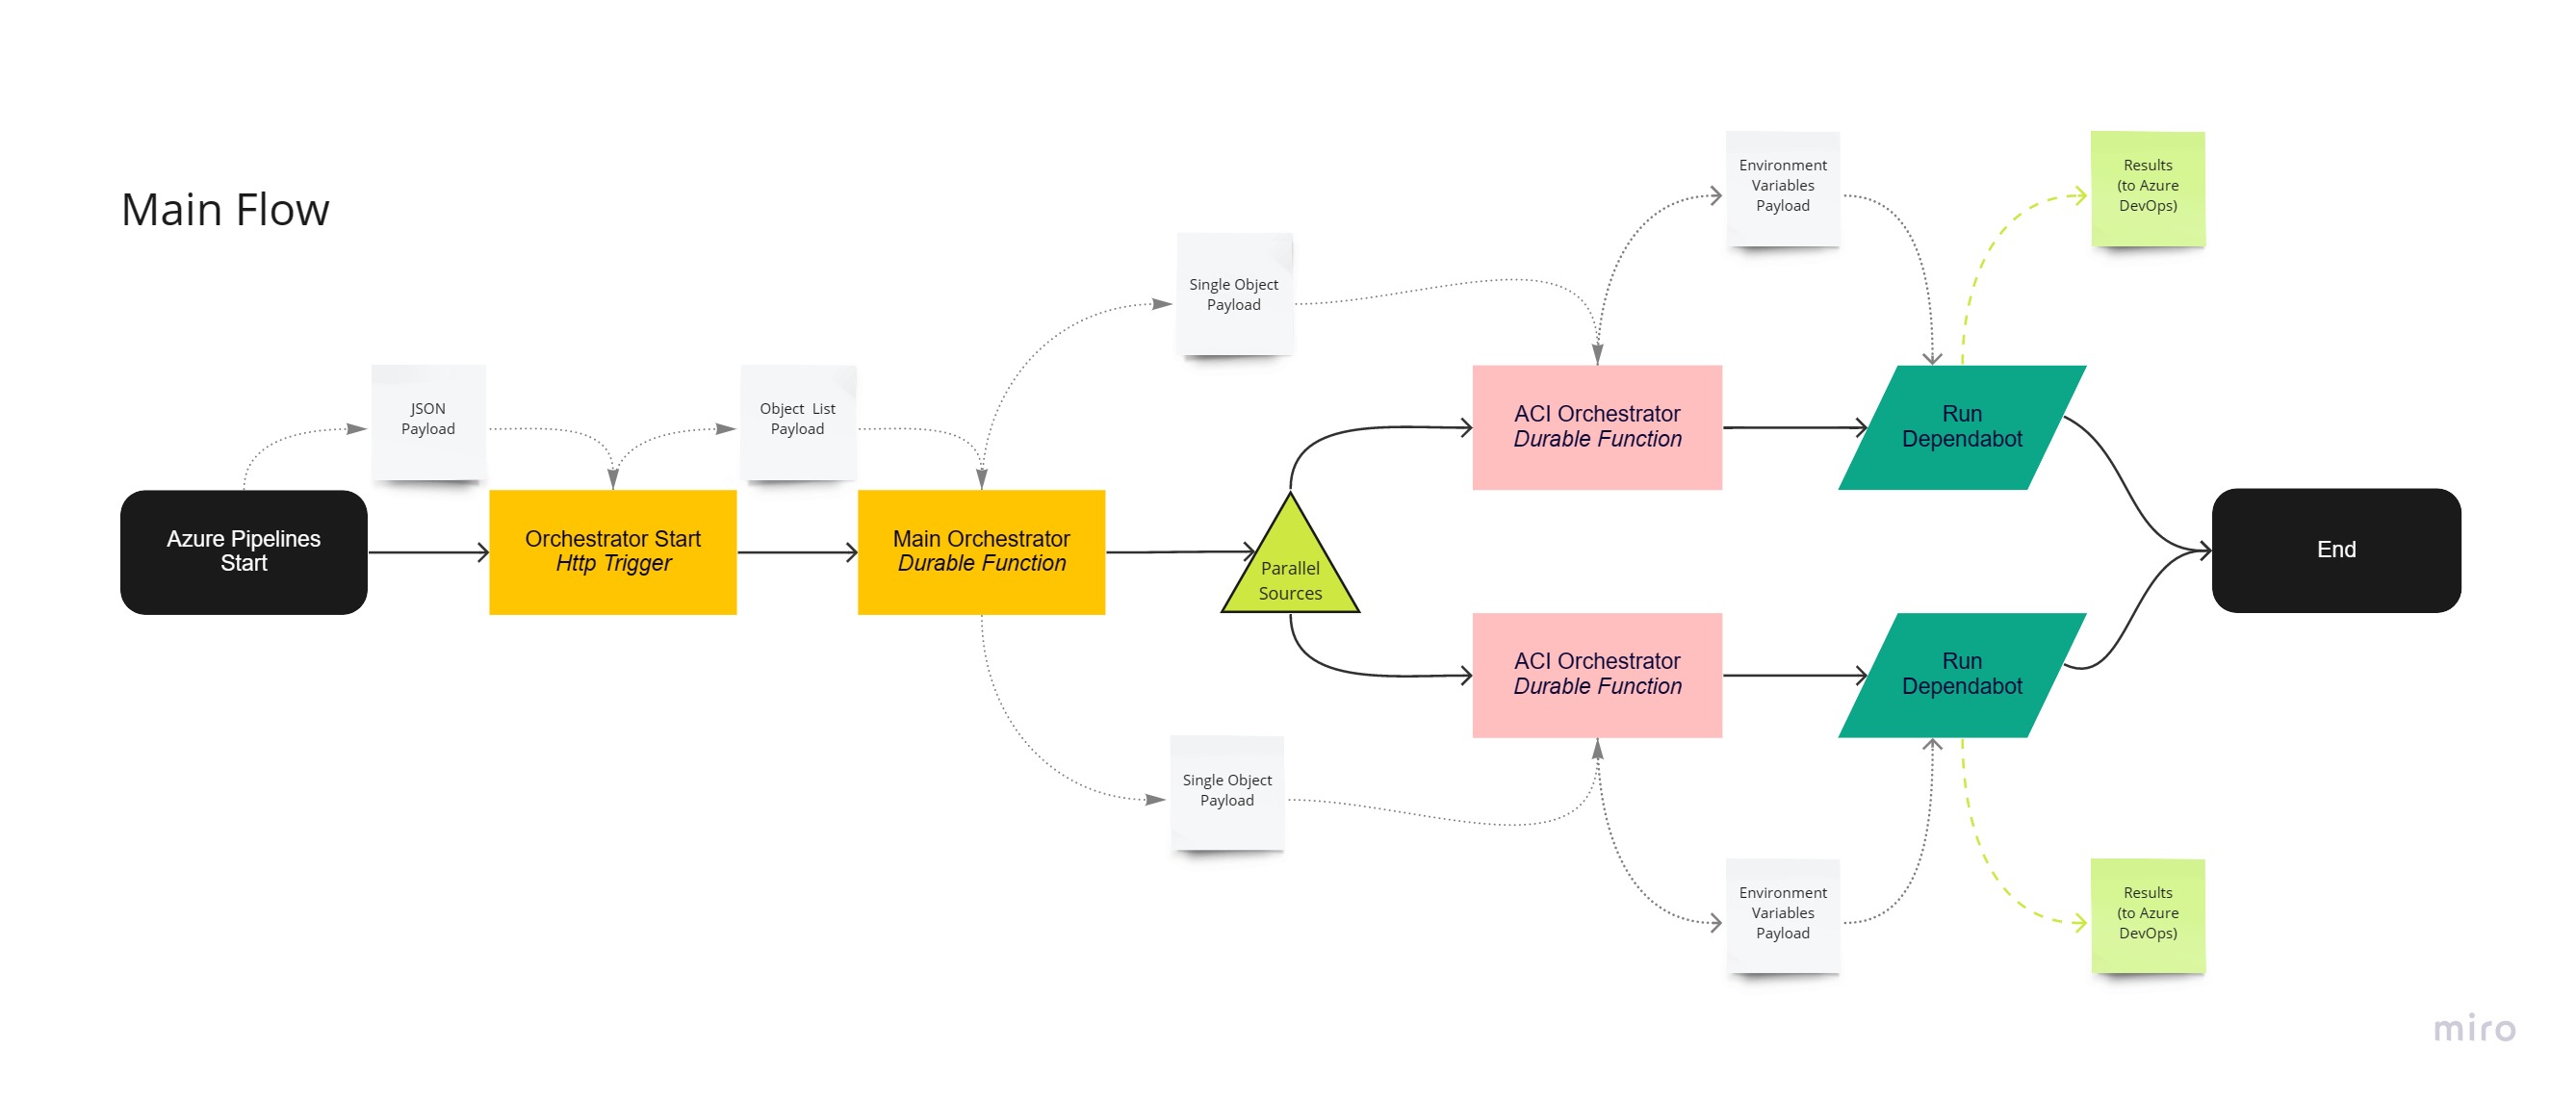 Main Flow
JSON
Payload
Object List
Payload
Single Object
Payload
Environment
Variables
Payload
Results
(to Azure
DevOps)
Azure Pipelines
Start
Orchestrator Start
Http Trigger
Main Orchestrator
Durable Function
Parallel
Sources
ACI Orchestrator
Durable Function
Run
Dependabot
End
ACI Orchestrator
Durable Function
Run
Dependabot
Single Object
Payload
Environment
Variables
Payload
Results
(to Azure
DevOps)
miro